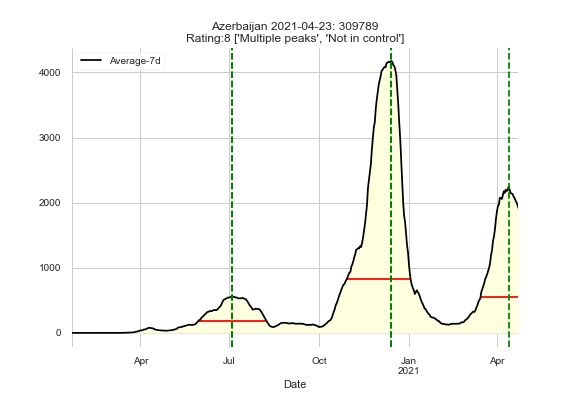 Azerbaijan 2021-04-23: 309789
Rating:8 ['Multiple peaks', 'Not in control']
Average-7d
4000
3000
2000
1000
0
Apr
Jul
Oct
Jan
2021
Apr
Date